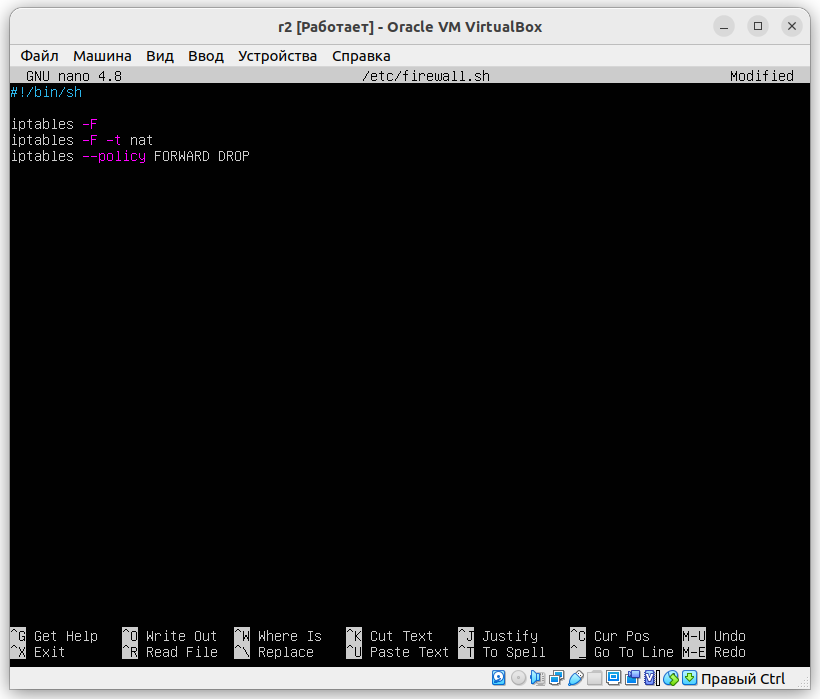 r2 [Работает] - Oracle VM VirtualBox
Файл Машина Вид Ввод Устройства Справка
GNU nano 4.8 /etc/firewall.sh Modified
#!/bin/sh
iptables -F
iptables -F -t nat
iptables --policy FORWARD DROP
^G Get Help ^O Write Out ^W Where Is ^K Cut Text ^J Justify ^C Cur Pos M-U Undo
^X Exit ^R Read File ^\ Replace ^U Paste Text ^T To Spell ^_ Go To Line M-E Redo
Правый Ctrl